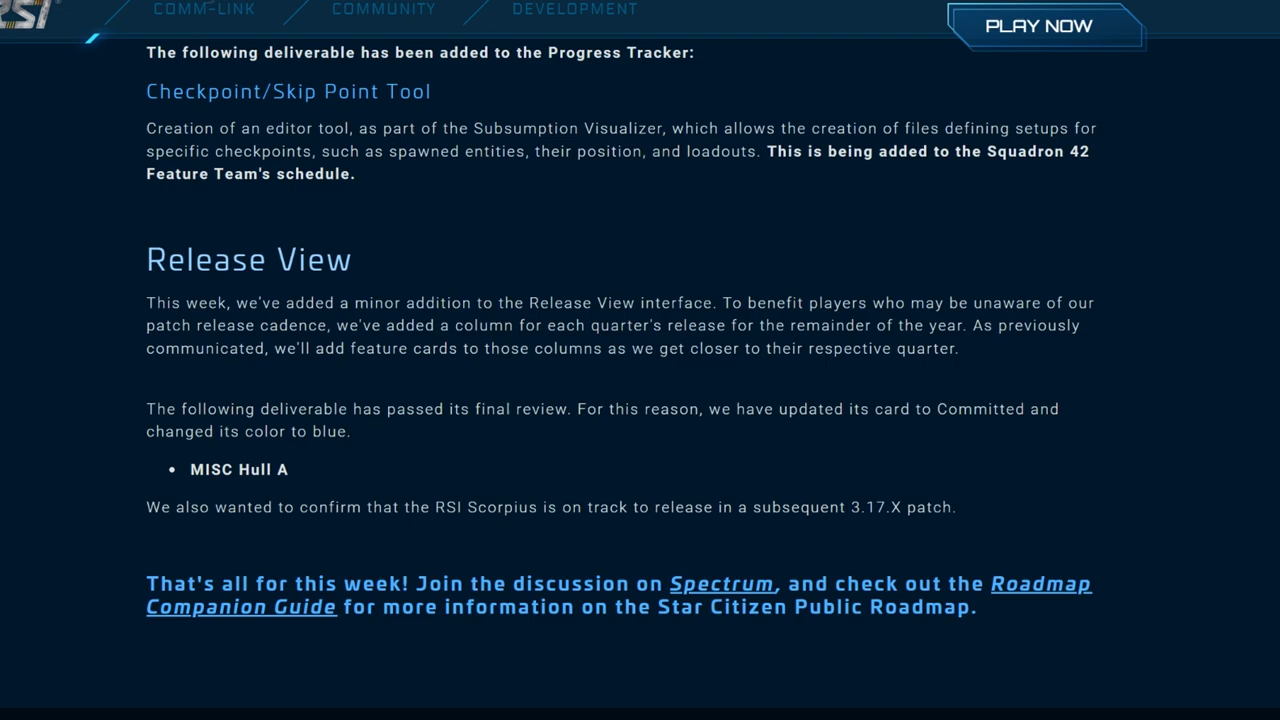 RSI
COMM-LINK
COMMUNITY
DEVELOPMENT
PLAY NOW
The following deliverable has been added to the Progress Tracker:
Checkpoint/Skip Point Tool
Creation of an editor tool, as part of the Subsumption Visualizer, which allows the creation of files defining setups for
specific checkpoints, such as spawned entities, their position, and loadouts. This is being added to the Squadron 42
Feature Team's schedule.
Release View
This week, we've added a minor addition to the Release View interface. To benefit players who may be unaware of our
patch release cadence, we've added a column for each quarter's release for the remainder of the year. As previously
communicated, we'll add feature cards to those columns as we get closer to their respective quarter.
The following deliverable has passed its final review. For this reason, we have updated its card to Committed and
changed its color to blue.
• MISC Hull A
We also wanted to confirm that the RSI Scorpius is on track to release in a subsequent 3.17.X patch.
That's all for this week! Join the discussion on Spectrum, and check out the Roadmap
Companion Guide for more information on the Star Citizen Public Roadmap.